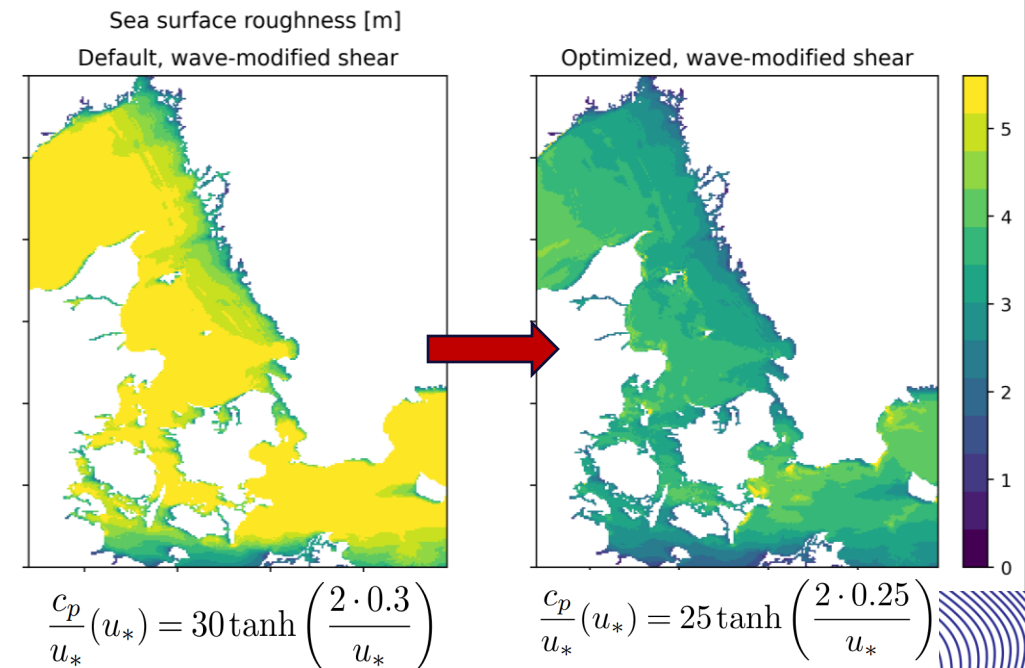 Sea surface roughness [m]
Default, wave-modified shear
Optimized, wave-modified shear
5
4
3
2
1
0
c_p/u_* (u_*) = 30 tanh (2 · 0.3 / u_*)
c_p/u_* (u_*) = 25 tanh (2 · 0.25 / u_*)